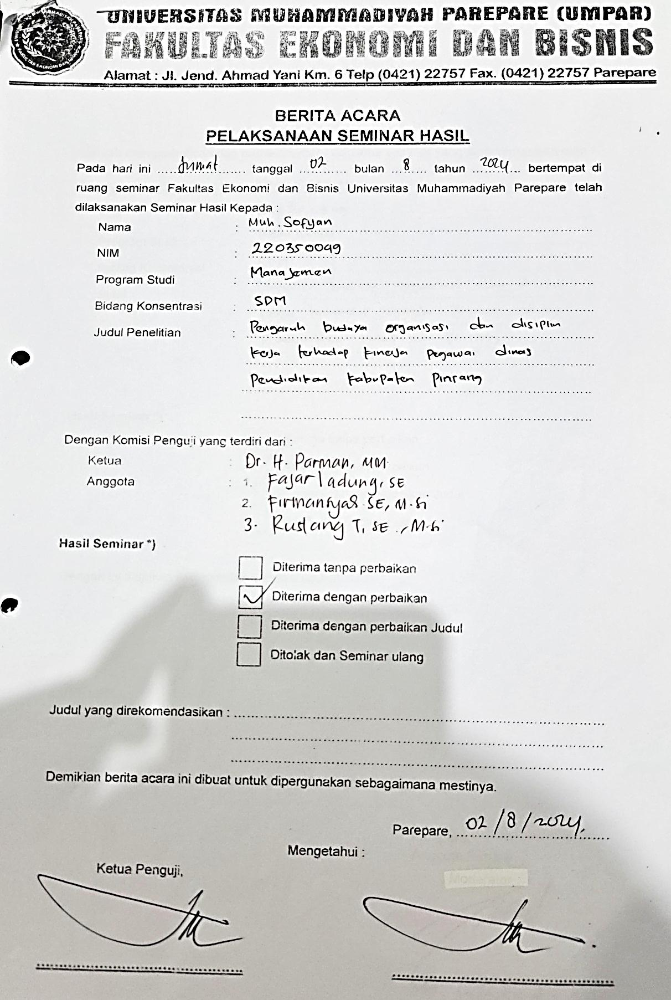 UNIVERSITAS MUHAMMADIYAH PAREPARE (UMPAR)
FAKULTAS EKONOMI DAN BISNIS
Alamat : Jl. Jend. Ahmad Yani Km. 6 Telp (0421) 22757 Fax. (0421) 22757 Parepare
BERITA ACARA
PELAKSANAAN SEMINAR HASIL
Pada hari ini Jumat tanggal 02 bulan 8 tahun 2024 bertempat di
ruang seminar Fakultas Ekonomi dan Bisnis Universitas Muhammadiyah Parepare telah
dilaksanakan Seminar Hasil Kepada :
Nama : Muh. Sofyan
NIM : 220350049
Program Studi : Manajemen
Bidang Konsentrasi : SDM
Judul Penelitian : Pengaruh budaya organisasi dan disiplin
kerja terhadap kinerja pegawai dinas
Pendidikan kabupaten Pinrang
Dengan Komisi Penguji yang terdiri dari :
Ketua : Dr. H. Parman, MM
Anggota : 1. Fajar ladung, SE
2. Firmansyah SE, M.Si
3. Rustang T, SE., M.Si
Hasil Seminar *)
Diterima tanpa perbaikan
Diterima dengan perbaikan
Diterima dengan perbaikan Judul
Ditolak dan Seminar ulang
Judul yang direkomendasikan :
Demikian berita acara ini dibuat untuk dipergunakan sebagaimana mestinya.
Parepare, 02/8/2024
Mengetahui :
Ketua Penguji,